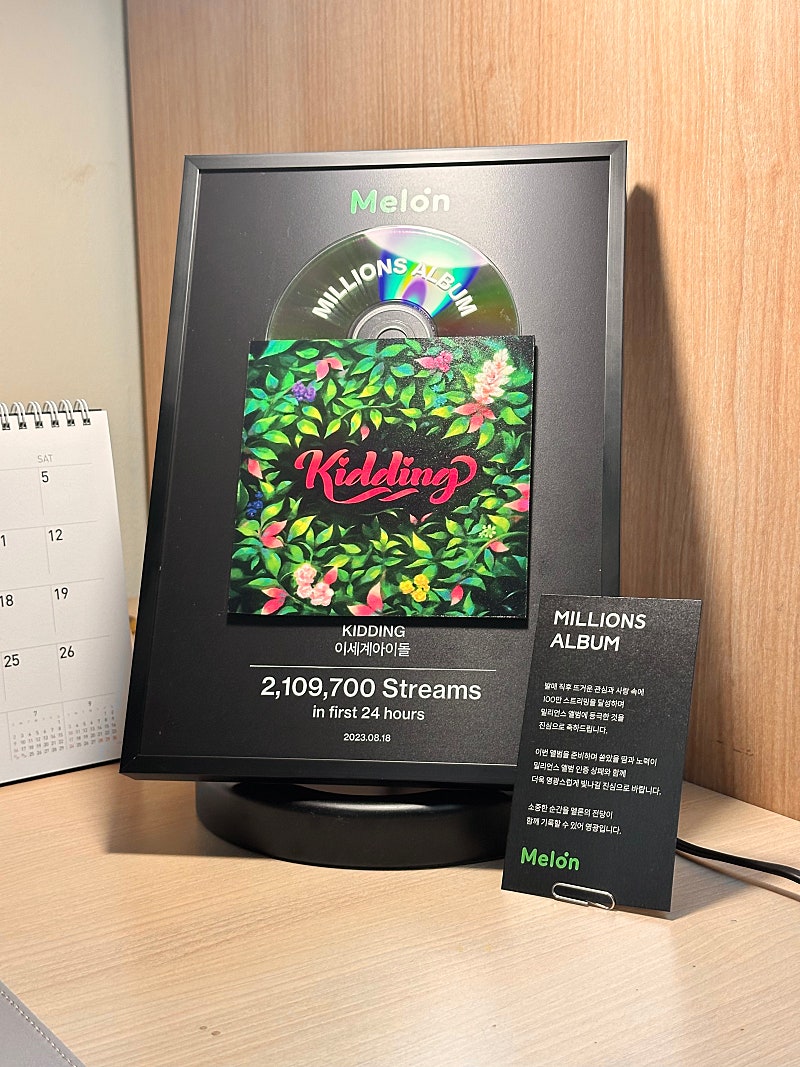 Melon
MILLIONS ALBUM
Kidding
KIDDING
이세계아이돌
2,109,700 Streams
in first 24 hours
2023.08.18
SAT
5
12
18
19
25
26
7
9
MILLIONS
ALBUM
발매 직후 뜨거운 관심과 사랑 속에
100만 스트리밍을 달성하며
밀리언스 앨범에 등극한 것을
진심으로 축하드립니다.
이번 앨범을 준비하며 쏟았을 땀과 노력이
밀리언스 앨범 인증 상패와 함께
더욱 영광스럽게 빛나길 진심으로 바랍니다.
소중한 순간을 멜론의 전당이
함께 기록할 수 있어 영광입니다.
Melon